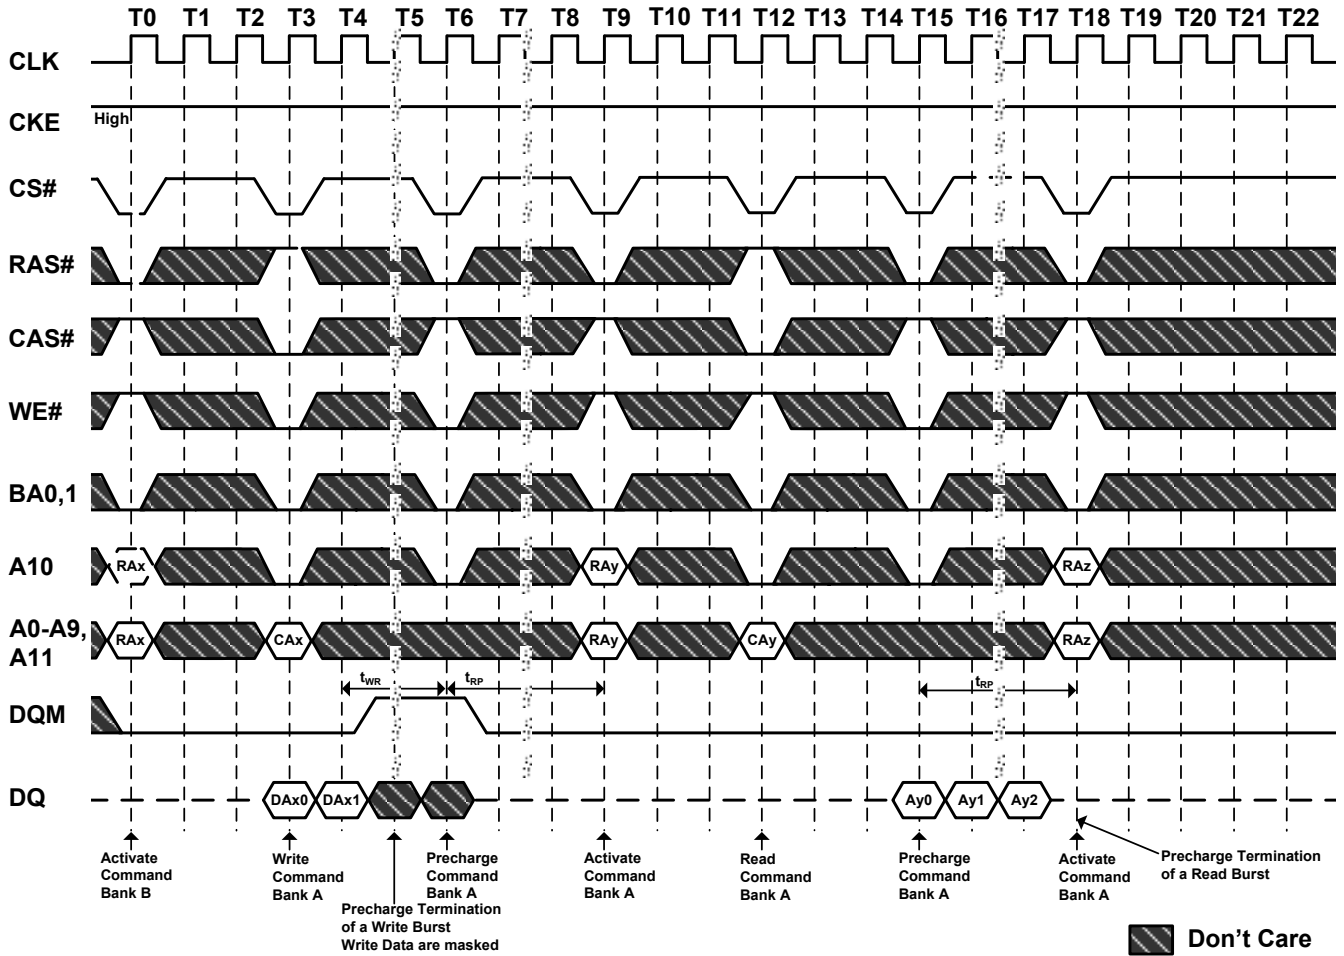 T0 T1 T2 T3 T4 T5 T6 T7 T8 T9 T10 T11 T12 T13 T14 T15 T16 T17 T18 T19 T20 T21 T22
CLK
CKE
High
CS#
RAS#
CAS#
WE#
BA0,1
A10
RAx RAy RAz
A0-A9,
A11
RAx CAx RAy CAy RAz
tWR tRP tRP
DQM
DQ
DAx0 DAx1 Ay0 Ay1 Ay2
Activate
Command
Bank B
Write
Command
Bank A
Precharge Termination
of a Write Burst
Write Data are masked
Precharge
Command
Bank A
Activate
Command
Bank A
Read
Command
Bank A
Precharge
Command
Bank A
Activate
Command
Bank A
Precharge Termination
of a Read Burst
Don't Care